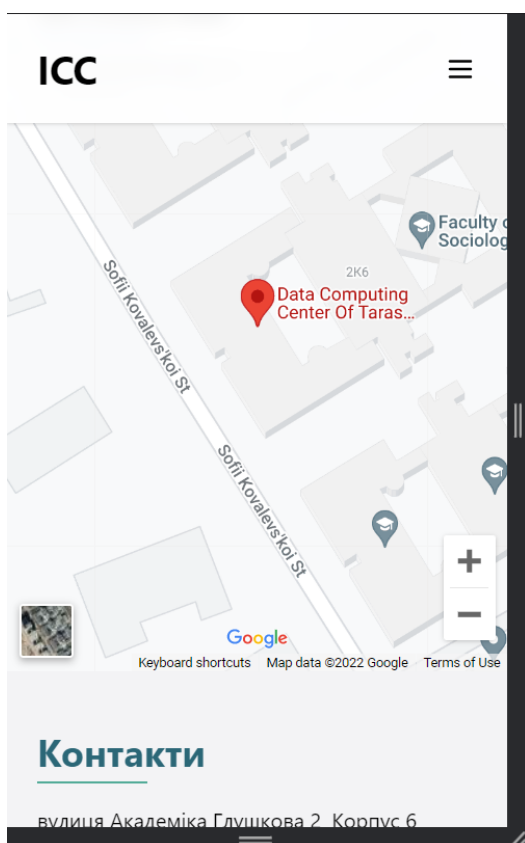 ICC
Faculty o
Sociolog
2K6
Data Computing
Center Of Taras...
Sofii Kovalevs'koi St
Sofii Kovalevs'koi St
Google
Keyboard shortcuts Map data ©2022 Google Terms of Use
Контакти
вулиця Академіка Глушкова 2, Корпус 6